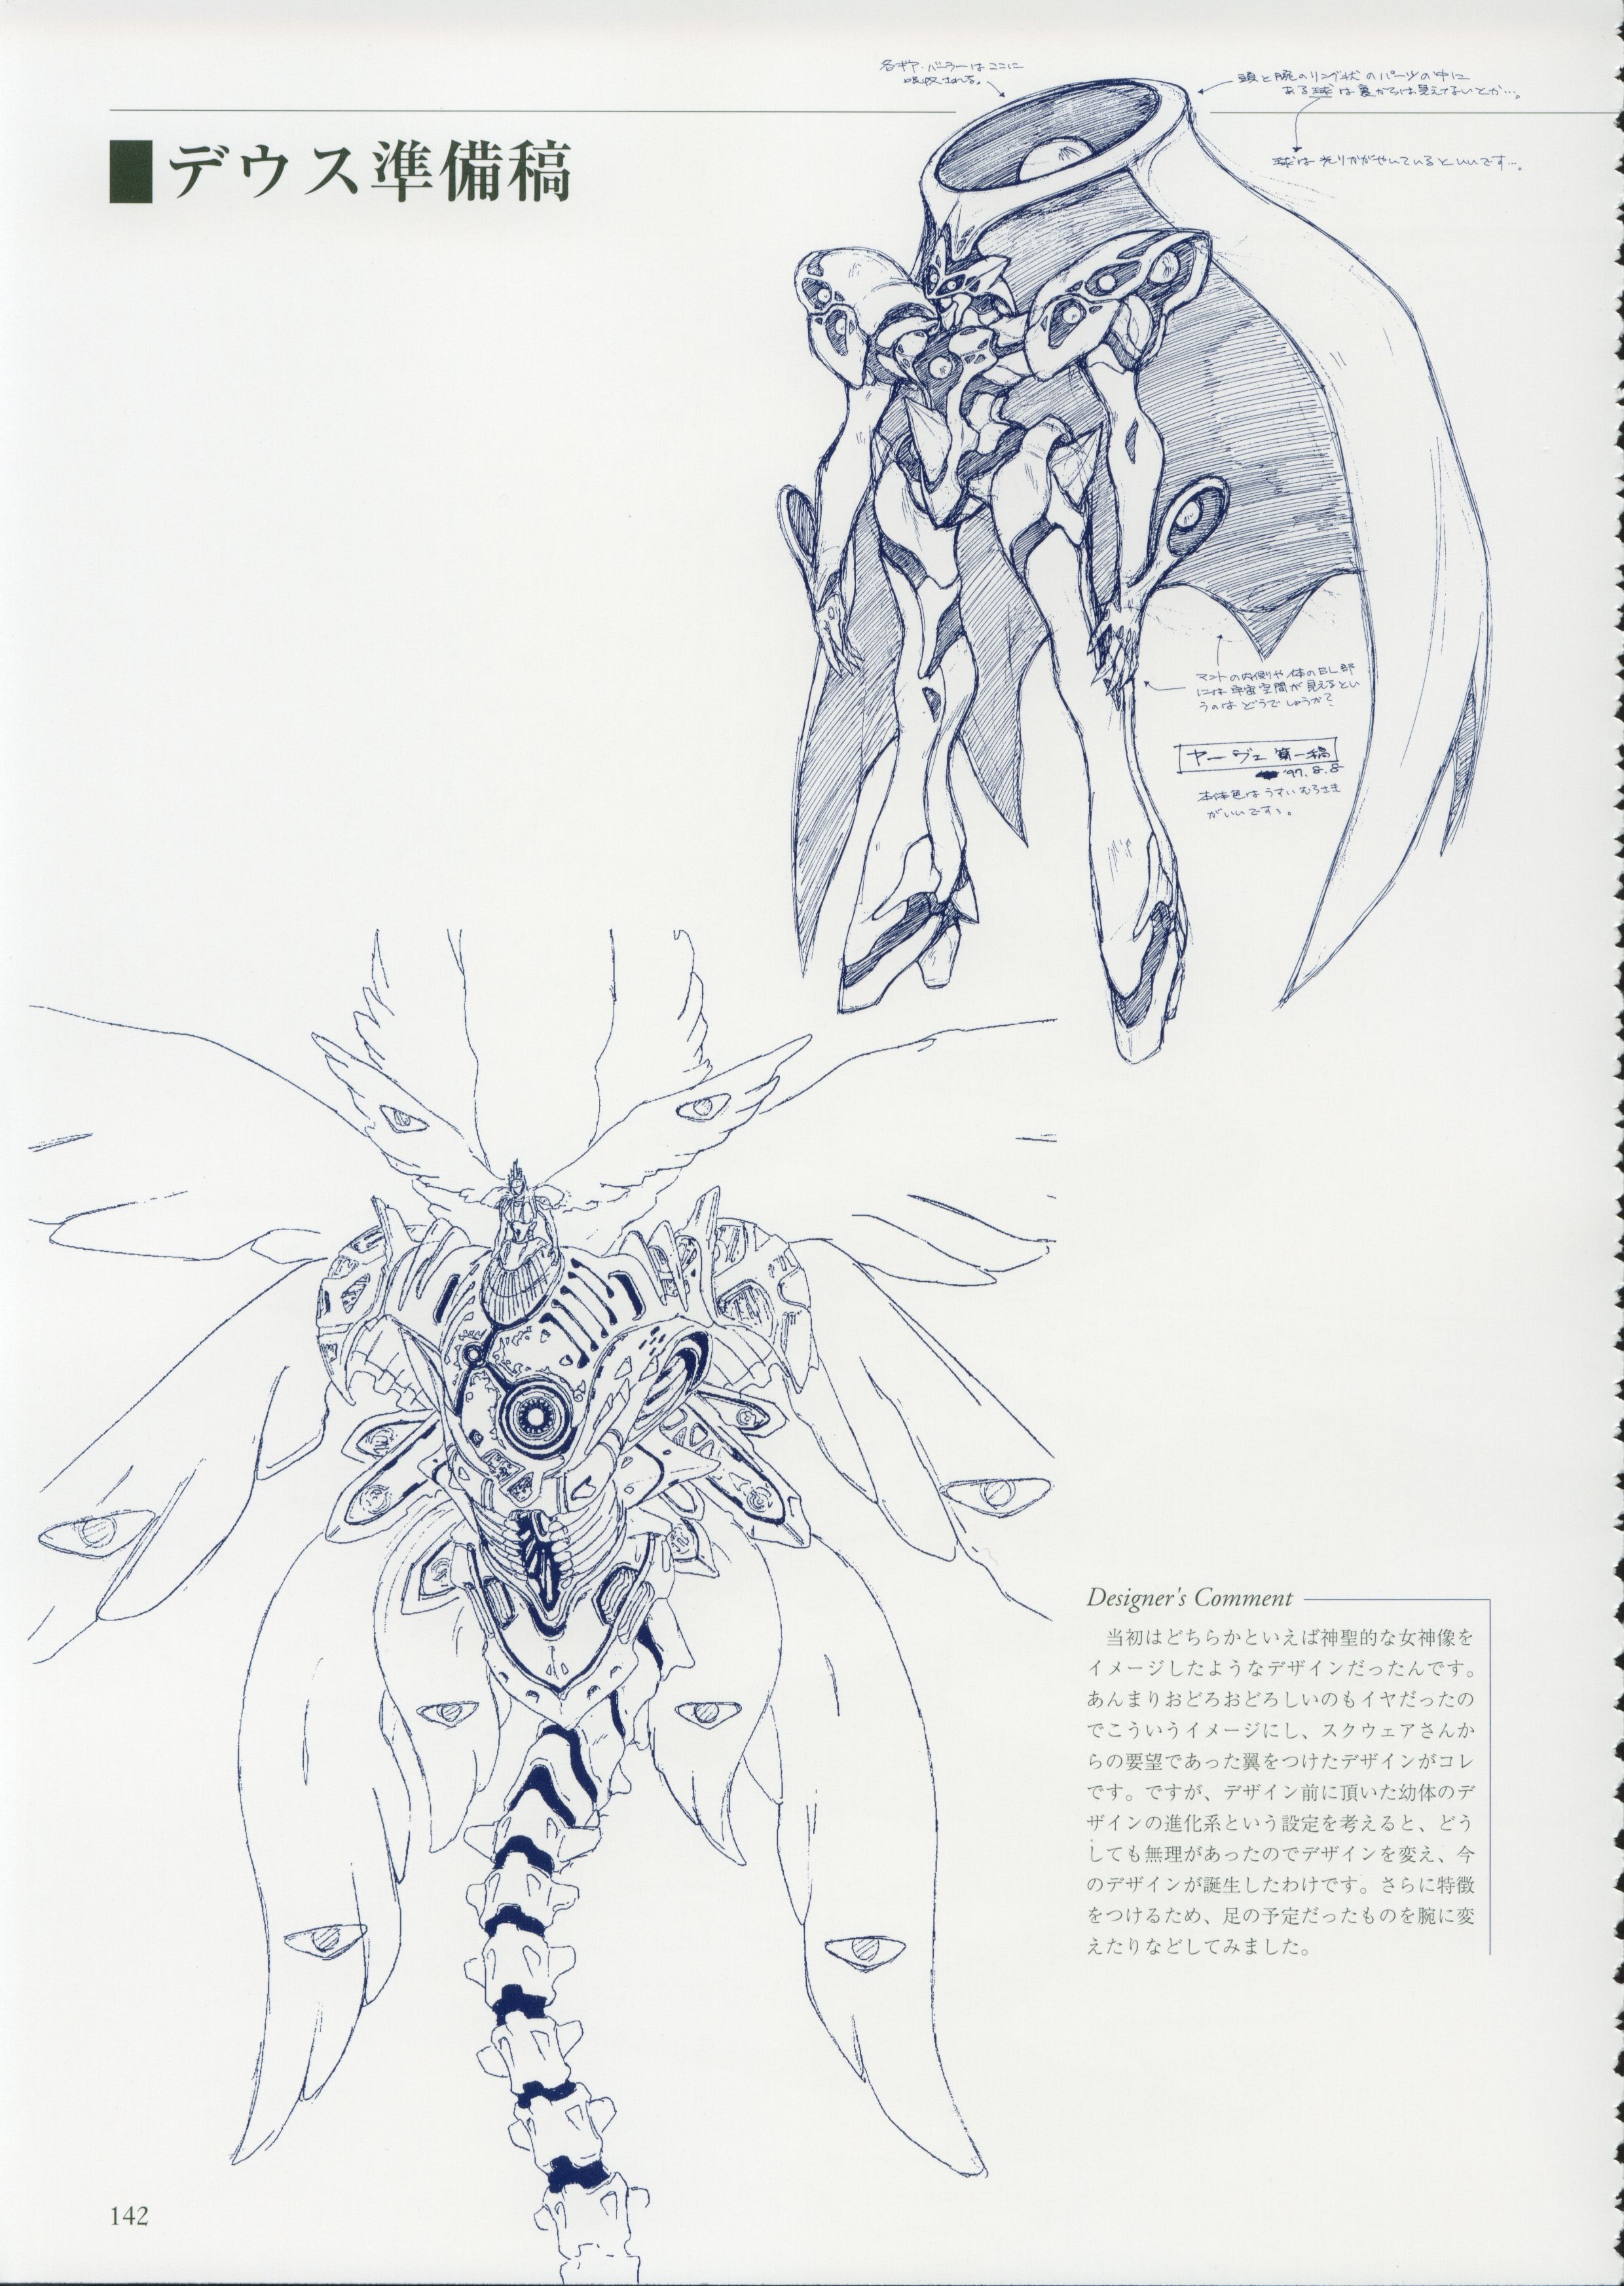 デウス準備稿
各ギア・バーラーはココに
吸収される。
頭と腕のリング状のパーツの中に
ある球は裏からは見えてないとか…。
球は光りかがやいているといいです…。
マントの内側や体のBL部
には宇宙空間が見えるとい
うのはどうでしょうか?
ヤーヴェ 第一稿
'97.8.8
本体色はうすいむらさき
がいいです、。
Designer's Comment
当初はどちらかといえば神聖的な女神像を
イメージしたようなデザインだったんです。
あんまりおどろおどろしいのもイヤだったの
でこういうイメージにし、スクウェアさんか
らの要望であった翼をつけたデザインがコレ
です。ですが、デザイン前に頂いた幼体のデ
ザインの進化系という設定を考えると、どう
しても無理があったのでデザインを変え、今
のデザインが誕生したわけです。さらに特徴
をつけるため、足の予定だったものを腕に変
えたりなどしてみました。
142